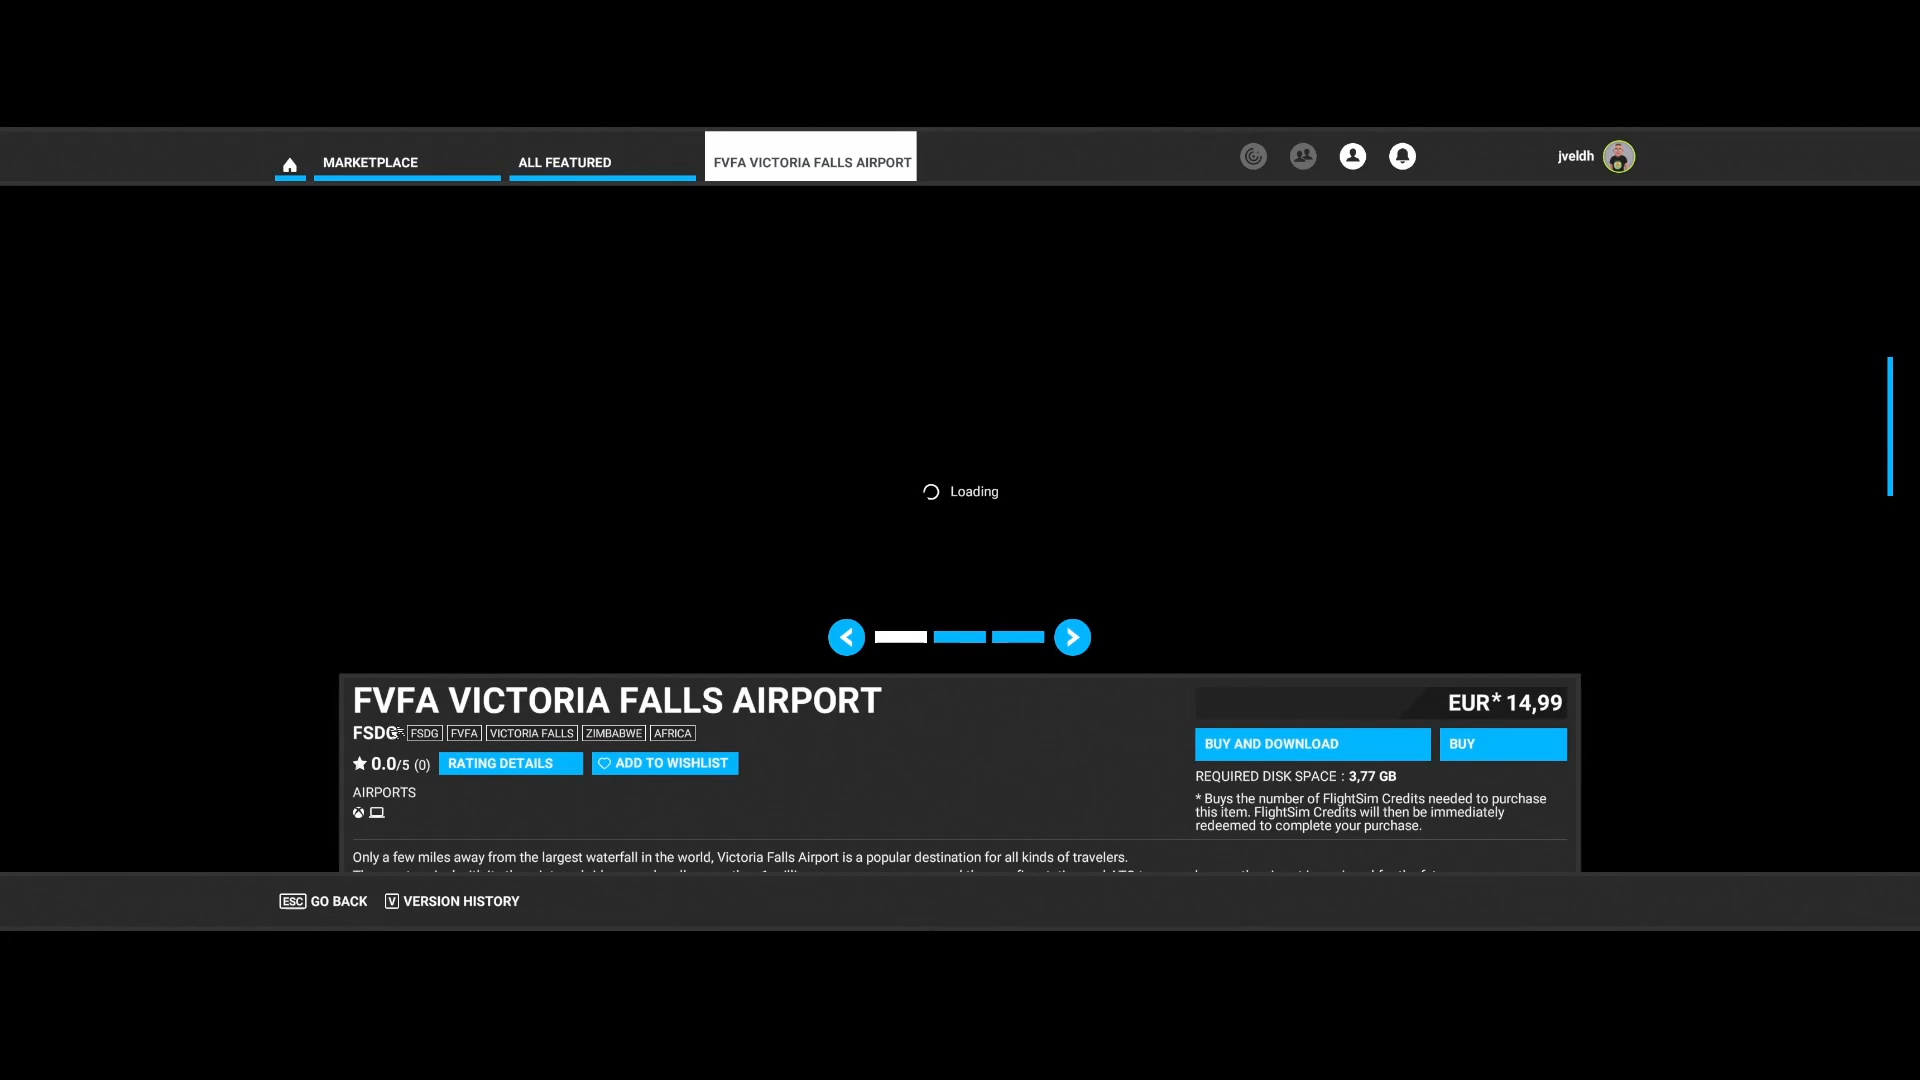 MARKETPLACE
ALL FEATURED
FVFA VICTORIA FALLS AIRPORT
jveldh
Loading
FVFA VICTORIA FALLS AIRPORT
FSDG FSDG FVFA VICTORIA FALLS ZIMBABWE AFRICA
0.0/5 (0) RATING DETAILS ADD TO WISHLIST
AIRPORTS
EUR* 14,99
BUY AND DOWNLOAD BUY
REQUIRED DISK SPACE : 3,77 GB
* Buys the number of FlightSim Credits needed to purchase
this item. FlightSim Credits will then be immediately
redeemed to complete your purchase.
Only a few miles away from the largest waterfall in the world, Victoria Falls Airport is a popular destination for all kinds of travelers.
ESC GO BACK V VERSION HISTORY